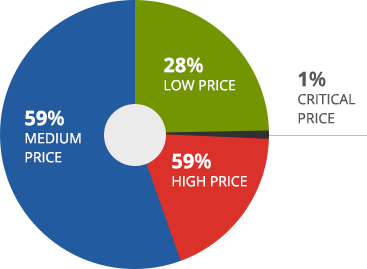 28%
LOW PRICE
1%
CRITICAL
PRICE
59%
MEDIUM
PRICE
59%
HIGH PRICE